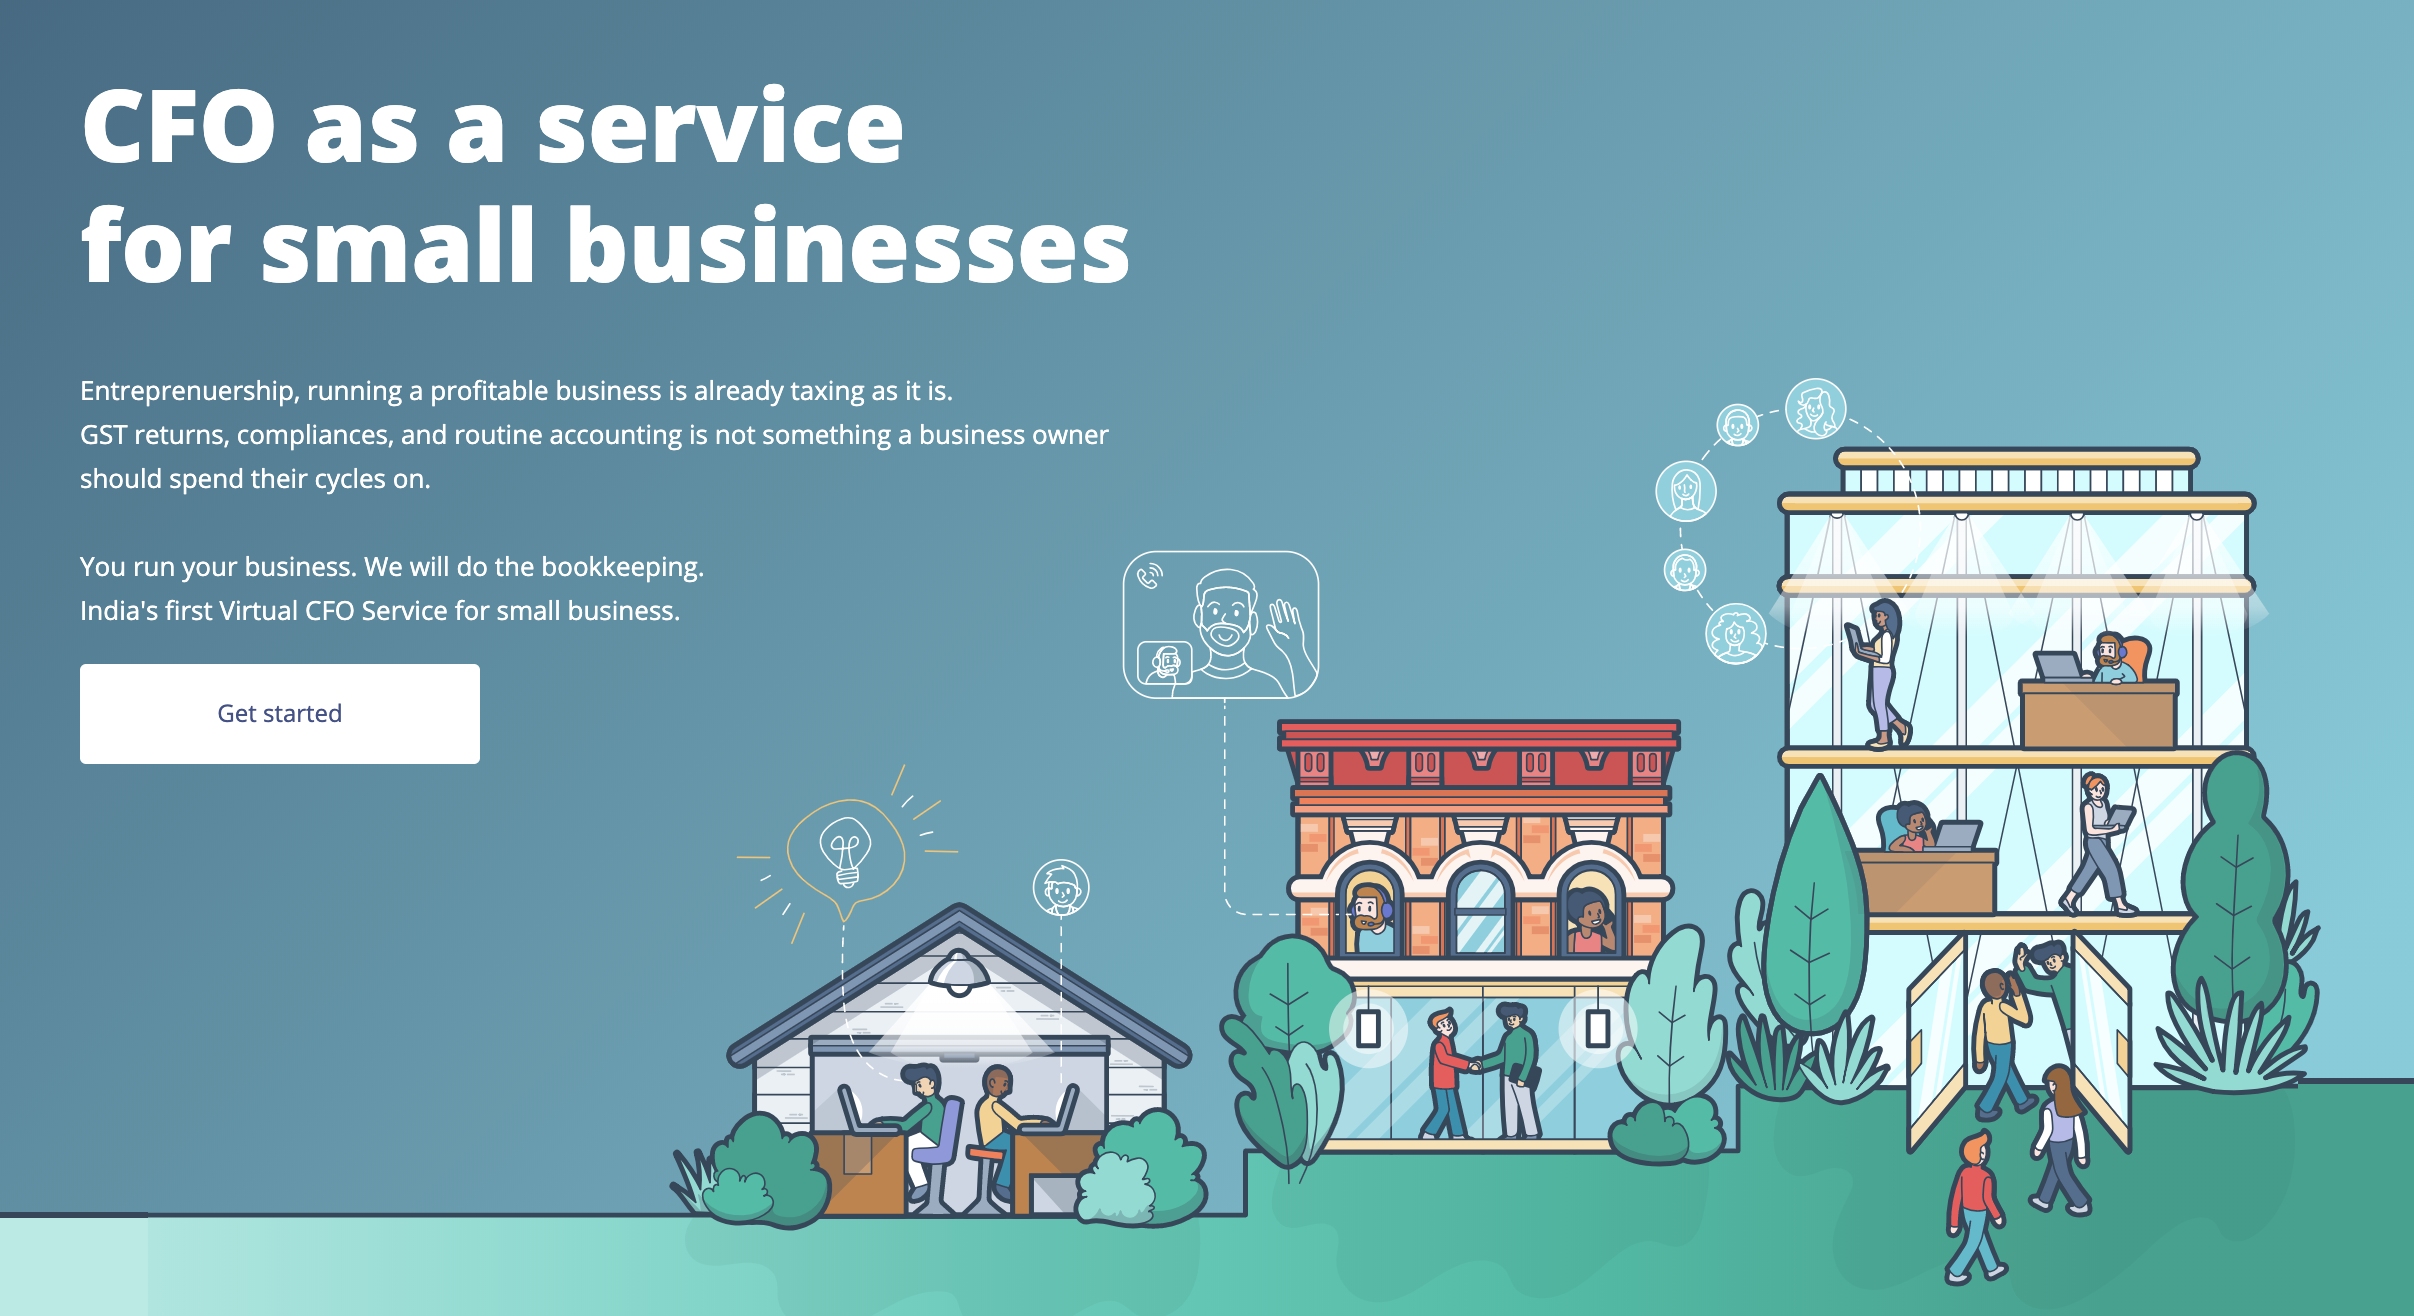 CFO as a service
for small businesses
Entreprenuership, running a profitable business is already taxing as it is.
GST returns, compliances, and routine accounting is not something a business owner
should spend their cycles on.
You run your business. We will do the bookkeeping.
India's first Virtual CFO Service for small business.
Get started